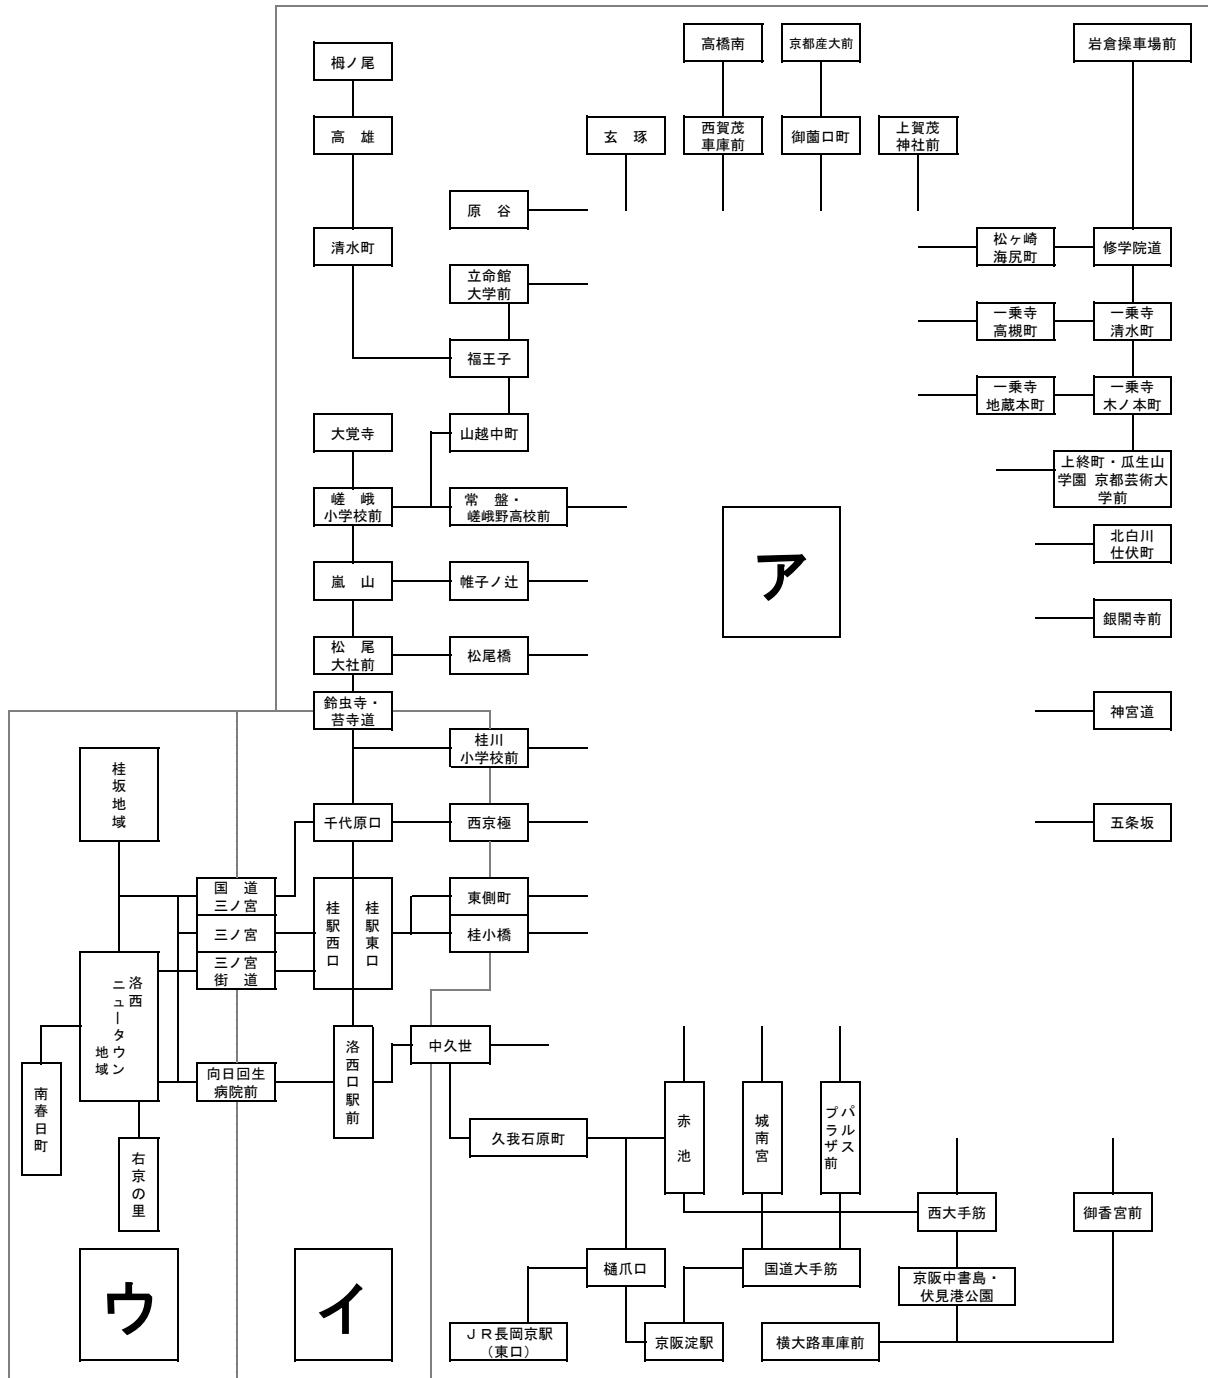 高橋南
京都産大前
岩倉操車場前
栂ノ尾
高　雄
玄　琢
西賀茂
車庫前
御薗口町
上賀茂
神社前
原　谷
清水町
松ヶ崎
海尻町
修学院道
立命館
大学前
一乗寺
高槻町
一乗寺
清水町
福王子
一乗寺
地蔵本町
一乗寺
木ノ本町
大覚寺
山越中町
上終町・瓜生山
学園 京都芸術大
学前
嵯　峨
小学校前
常　盤・
嵯峨野高校前
北白川
仕伏町
ア
嵐　山
帷子ノ辻
銀閣寺前
松　尾
大社前
松尾橋
鈴虫寺・
苔寺道
神宮道
桂川
小学校前
桂坂地域
千代原口
西京極
五条坂
国　道
三ノ宮
桂駅西口
桂駅東口
東側町
三ノ宮
桂小橋
三ノ宮
街　道
洛西
ニュータウン
地域
洛西口駅前
中久世
向日回生
病院前
南春日町
右京の里
久我石原町
赤　池
城南宮
パルス
プラザ前
西大手筋
御香宮前
樋爪口
国道大手筋
京阪中書島・
伏見港公園
ウ
イ
ＪＲ長岡京駅
（東口）
京阪淀駅
横大路車庫前